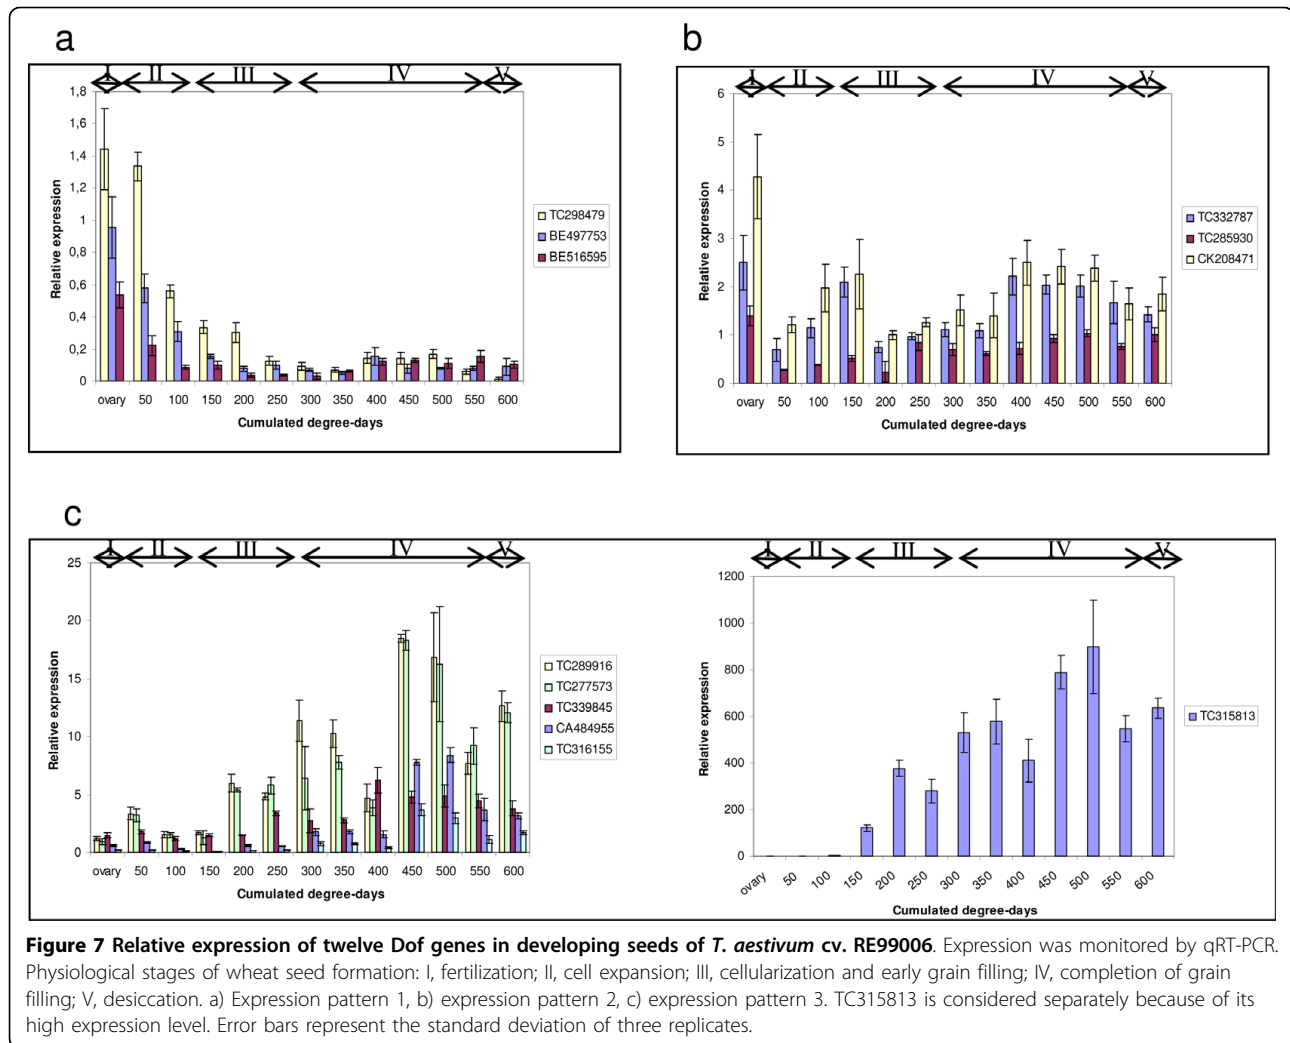 a
I II III IV V
Relative expression
1,8
1,6
1,4
1,2
1
0,8
0,6
0,4
0,2
0
ovary 50 100 150 200 250 300 350 400 450 500 550 600
Cumulated degree-days
TC298479
BE497753
BE516595
b
I II III IV V
Relative expression
6
5
4
3
2
1
0
ovary 50 100 150 200 250 300 350 400 450 500 550 600
Cumulated degree-days
TC332787
TC285930
CK208471
c
I II III IV V
Relative expression
25
20
15
10
5
0
ovary 50 100 150 200 250 300 350 400 450 500 550 600
Cumulated degree-days
TC289916
TC277573
TC339845
CA484955
TC316155
I II III IV V
Relative expression
1200
1000
800
600
400
200
0
ovary 50 100 150 200 250 300 350 400 450 500 550 600
Cumulated degree-days
TC315813
Figure 7 Relative expression of twelve Dof genes in developing seeds of T. aestivum cv. RE99006. Expression was monitored by qRT-PCR.
Physiological stages of wheat seed formation: I, fertilization; II, cell expansion; III, cellularization and early grain filling; IV, completion of grain
filling; V, desiccation. a) Expression pattern 1, b) expression pattern 2, c) expression pattern 3. TC315813 is considered separately because of its
high expression level. Error bars represent the standard deviation of three replicates.